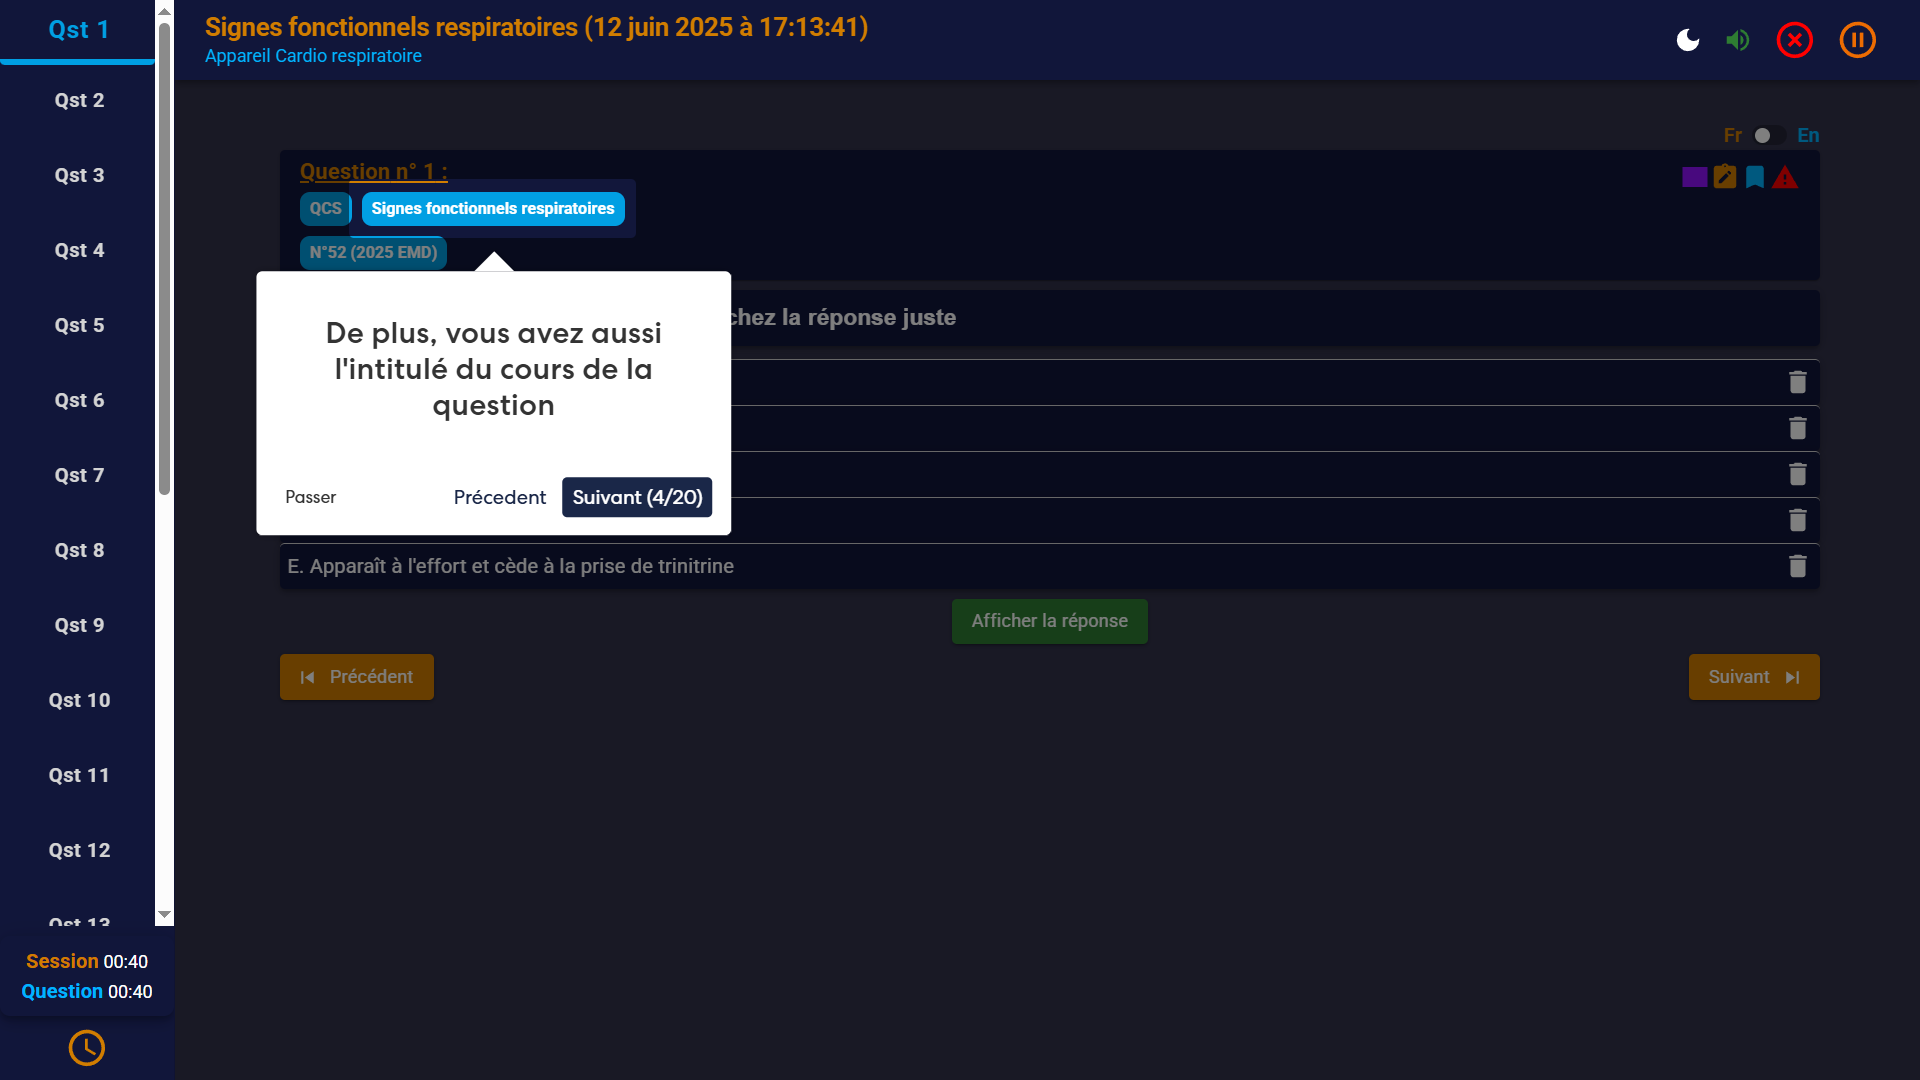 Qst 1
Qst 2
Qst 3
Qst 4
Qst 5
Qst 6
Qst 7
Qst 8
Qst 9
Qst 10
Qst 11
Qst 12
Qst 13
Session 00:40
Question 00:40
Signes fonctionnels respiratoires (12 juin 2025 à 17:13:41)
Appareil Cardio respiratoire
Fr En
Question n° 1 :
QCS Signes fonctionnels respiratoires
N°52 (2025 EMD)
chez la réponse juste
De plus, vous avez aussi
l'intitulé du cours de la
question
Passer Précedent Suivant (4/20)
E. Apparaît à l'effort et cède à la prise de trinitrine
Afficher la réponse
Précédent Suivant